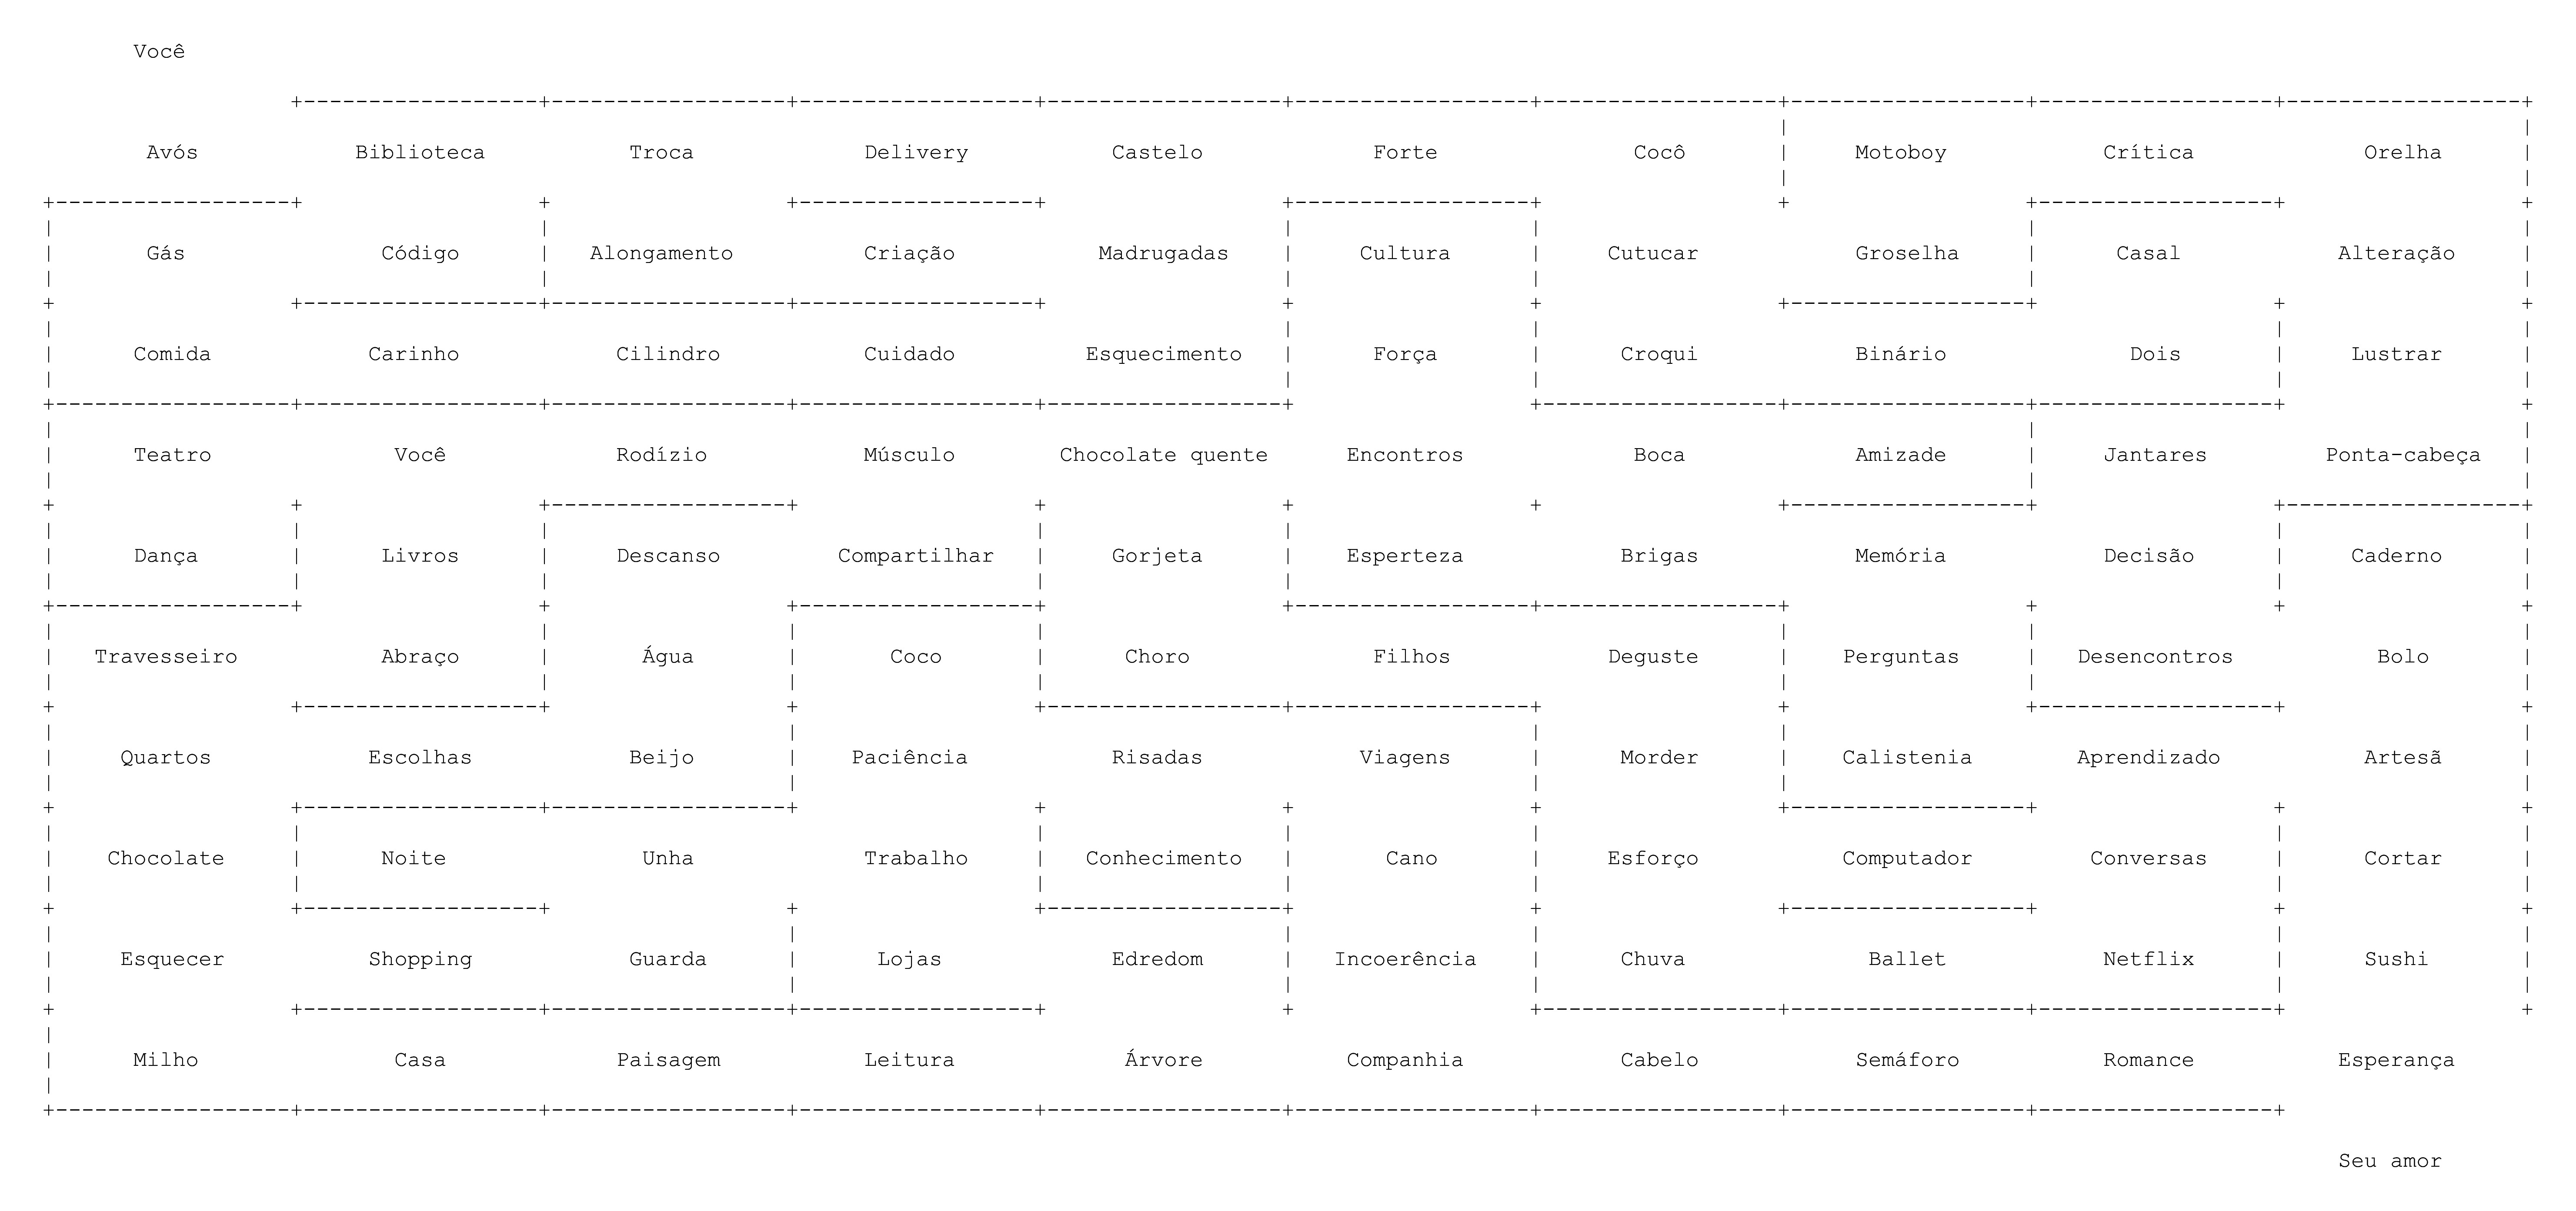 Você
Avós Biblioteca Troca Delivery Castelo Forte Cocô Motoboy Crítica Orelha
Gás Código Alongamento Criação Madrugadas Cultura Cutucar Groselha Casal Alteração
Comida Carinho Cilindro Cuidado Esquecimento Força Croqui Binário Dois Lustrar
Teatro Você Rodízio Músculo Chocolate quente Encontros Boca Amizade Jantares Ponta-cabeça
Dança Livros Descanso Compartilhar Gorjeta Esperteza Brigas Memória Decisão Caderno
Travesseiro Abraço Água Coco Choro Filhos Deguste Perguntas Desencontros Bolo
Quartos Escolhas Beijo Paciência Risadas Viagens Morder Calistenia Aprendizado Artesã
Chocolate Noite Unha Trabalho Conhecimento Cano Esforço Computador Conversas Cortar
Esquecer Shopping Guarda Lojas Edredom Incoerência Chuva Ballet Netflix Sushi
Milho Casa Paisagem Leitura Árvore Companhia Cabelo Semáforo Romance Esperança
Seu amor